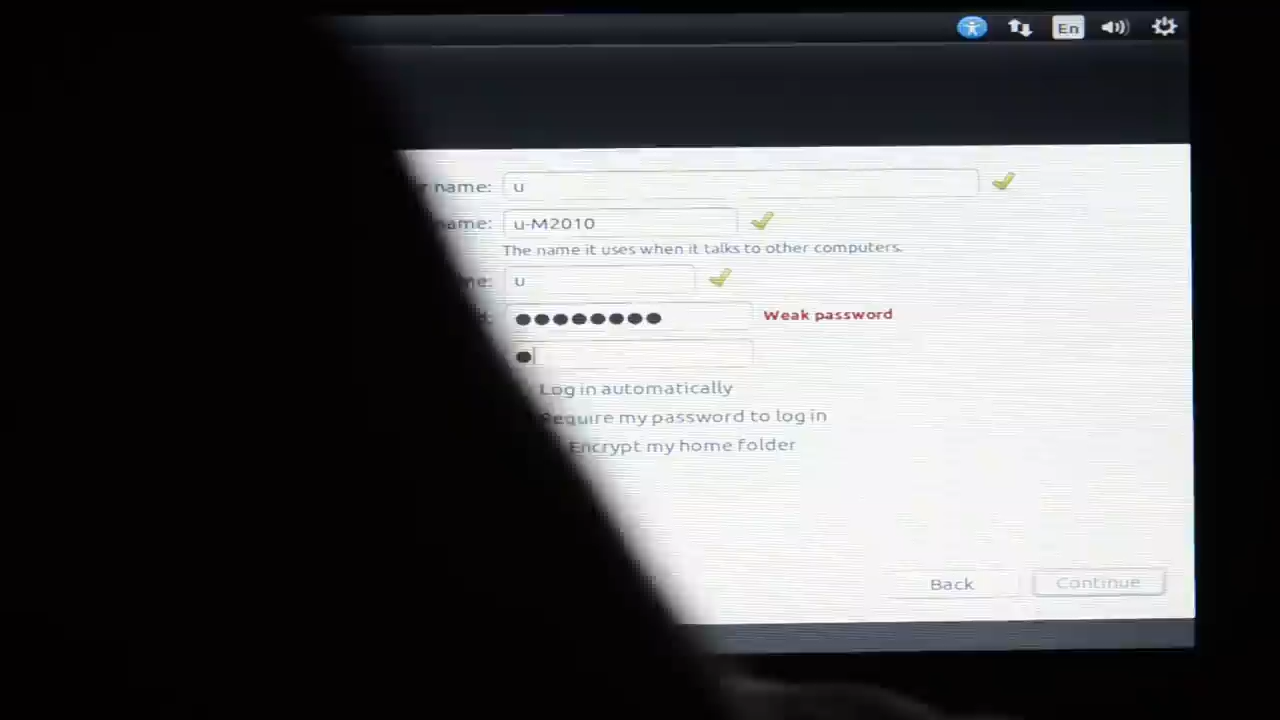 En
name: u
name: u-M2010
The name it uses when it talks to other computers.
u
●●●●●●●● Weak password
●
Log in automatically
Require my password to log in
Encrypt my home folder
Back Continue